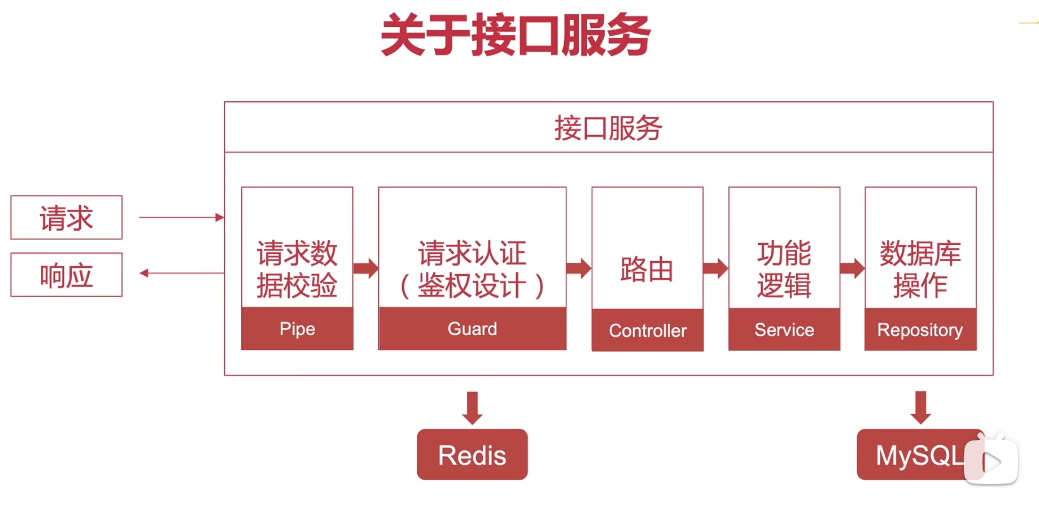 关于接口服务
接口服务
请求
响应
请求数
据校验
Pipe
请求认证
（鉴权设计）
Guard
路由
Controller
功能
逻辑
Service
数据库
操作
Repository
Redis
MySQL